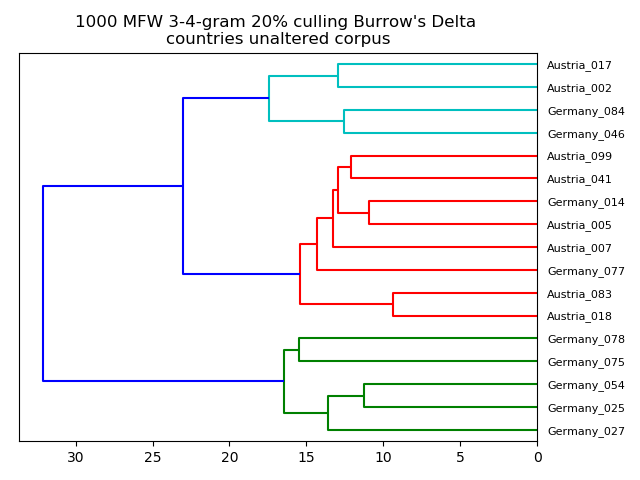 1000 MFW 3-4-gram 20% culling Burrow's Delta
countries unaltered corpus
Austria_017
Austria_002
Germany_084
Germany_046
Austria_099
Austria_041
Germany_014
Austria_005
Austria_007
Germany_077
Austria_083
Austria_018
Germany_078
Germany_075
Germany_054
Germany_025
Germany_027
30 25 20 15 10 5 0